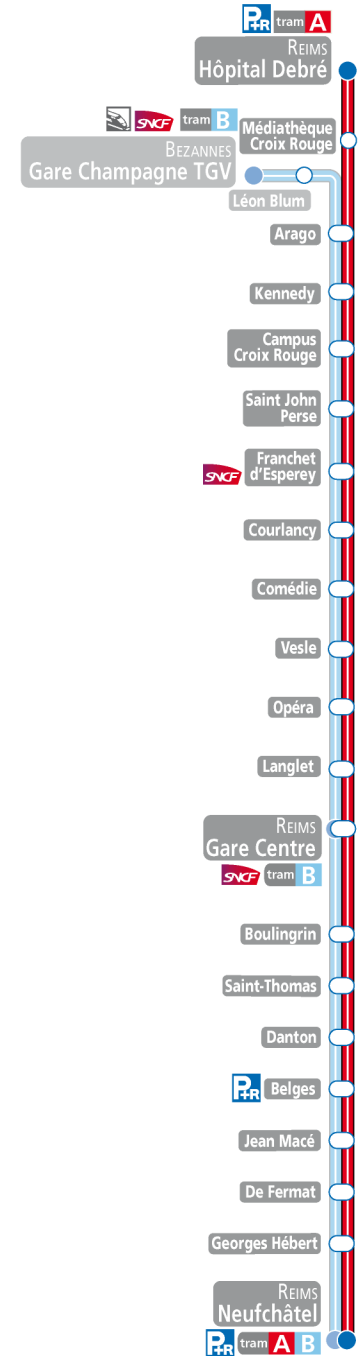 P+R tram A
REIMS
Hôpital Debré
SNCF tram B
Médiathèque
Croix Rouge
BEZANNES
Gare Champagne TGV
Léon Blum
Arago
Kennedy
Campus
Croix Rouge
Saint John
Perse
Franchet
SNCF d'Esperey
Courlancy
Comédie
Vesle
Opéra
Langlet
REIMS
Gare Centre
SNCF tram B
Boulingrin
Saint-Thomas
Danton
P+R Belges
Jean Macé
De Fermat
Georges Hébert
REIMS
Neufchâtel
P+R tram A B